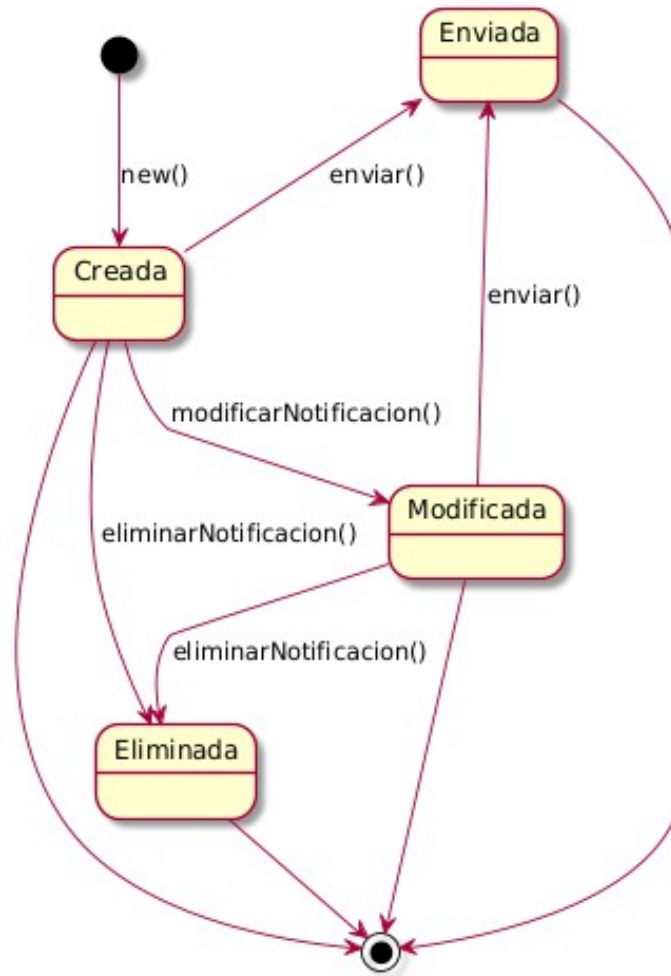 Enviada
new()
enviar()
Creada
enviar()
modificarNotificacion()
Modificada
eliminarNotificacion()
eliminarNotificacion()
Eliminada